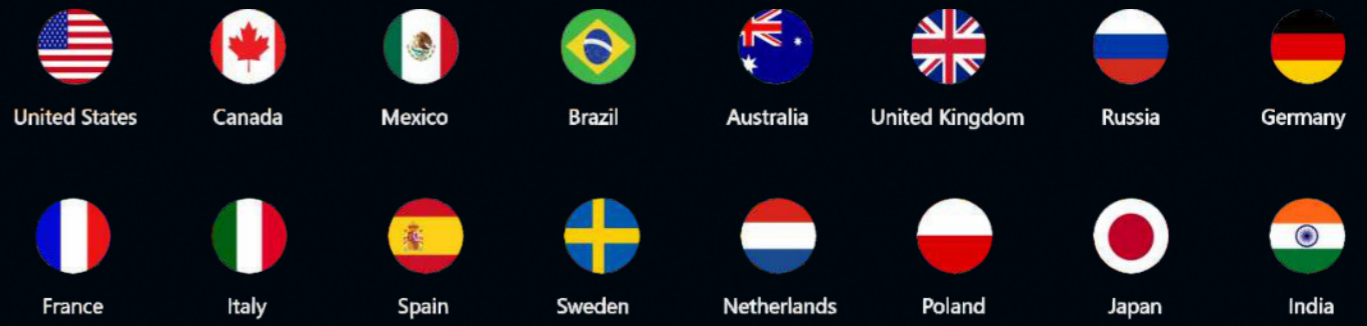 United States Canada Mexico Brazil Australia United Kingdom Russia Germany
France Italy Spain Sweden Netherlands Poland Japan India